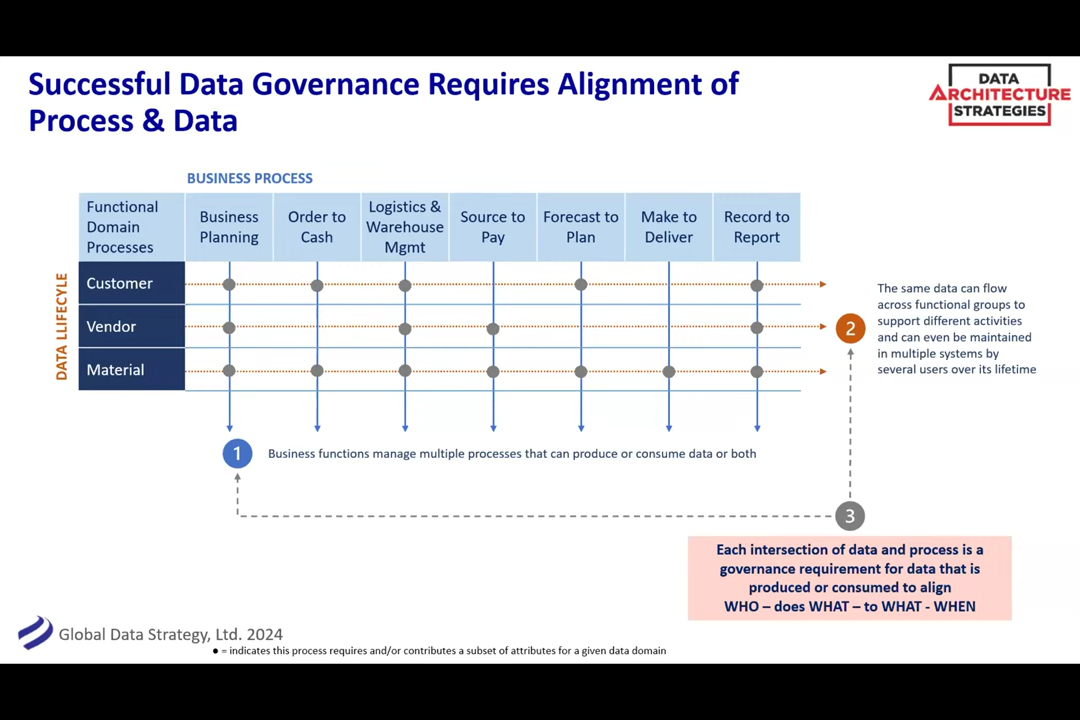 Successful Data Governance Requires Alignment of
Process & Data
DATA
ARCHITECTURE
STRATEGIES
BUSINESS PROCESS
Functional
Domain
Processes
Business
Planning
Order to
Cash
Logistics &
Warehouse
Mgmt
Source to
Pay
Forecast to
Plan
Make to
Deliver
Record to
Report
DATA LLIFECYLE
Customer
Vendor
Material
2
The same data can flow
across functional groups to
support different activities
and can even be maintained
in multiple systems by
several users over its lifetime
1
Business functions manage multiple processes that can produce or consume data or both
3
Each intersection of data and process is a
governance requirement for data that is
produced or consumed to align
WHO – does WHAT – to WHAT - WHEN
Global Data Strategy, Ltd. 2024
● = indicates this process requires and/or contributes a subset of attributes for a given data domain